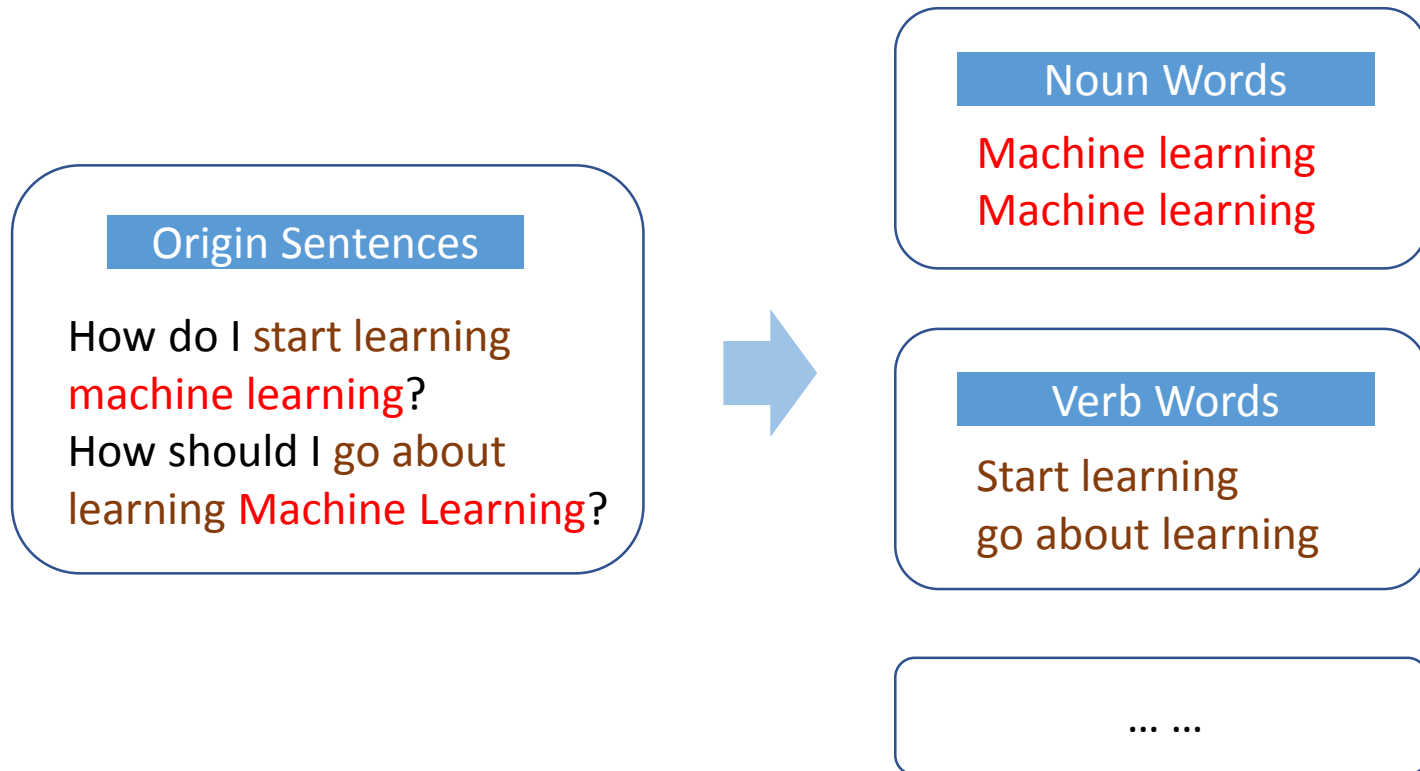 Origin Sentences
How do I start learning
machine learning?
How should I go about
learning Machine Learning?
Noun Words
Machine learning
Machine learning
Verb Words
Start learning
go about learning
... ...